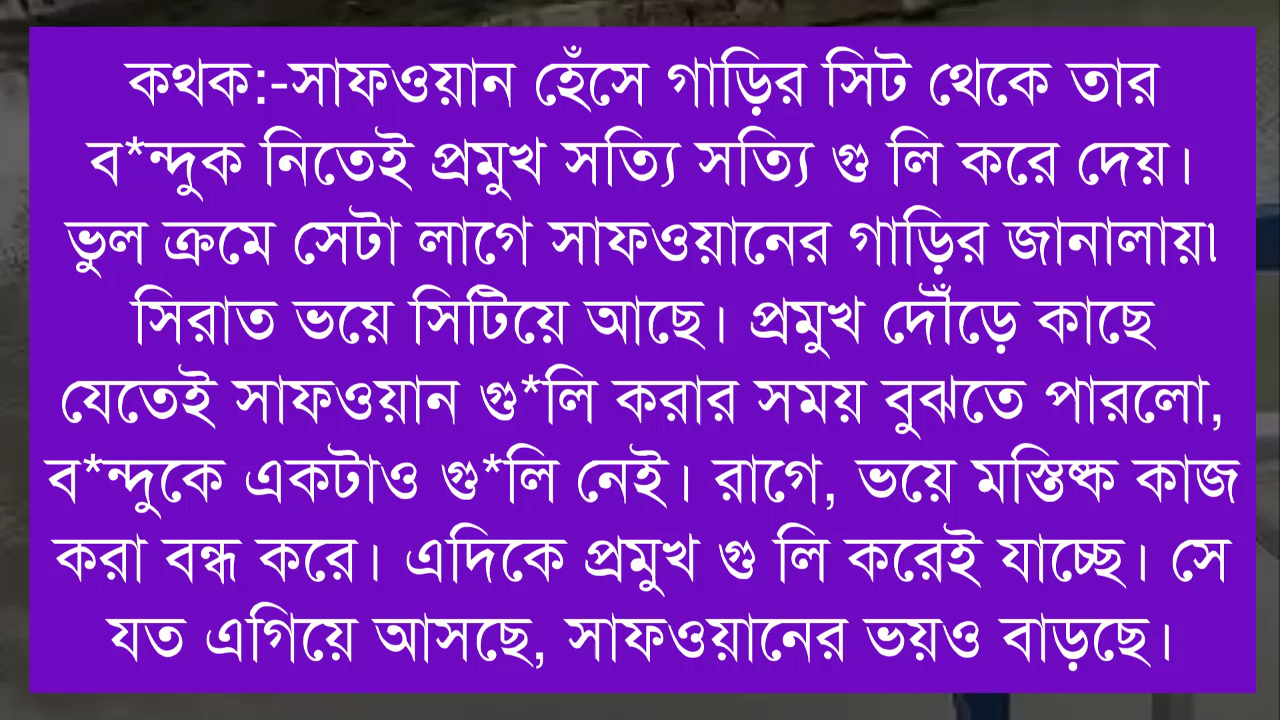 কথক:-সাফওয়ান হেঁসে গাড়ির সিট থেকে তার
ব*ন্দুক নিতেই প্রমুখ সত্যি সত্যি গু লি করে দেয়।
ভুল ক্রমে সেটা লাগে সাফওয়ানের গাড়ির জানালায়৷
সিরাত ভয়ে সিটিয়ে আছে। প্রমুখ দৌঁড়ে কাছে
যেতেই সাফওয়ান গু*লি করার সময় বুঝতে পারলো,
ব*ন্দুকে একটাও গু*লি নেই। রাগে, ভয়ে মস্তিষ্ক কাজ
করা বন্ধ করে। এদিকে প্রমুখ গু লি করেই যাচ্ছে। সে
যত এগিয়ে আসছে, সাফওয়ানের ভয়ও বাড়ছে।